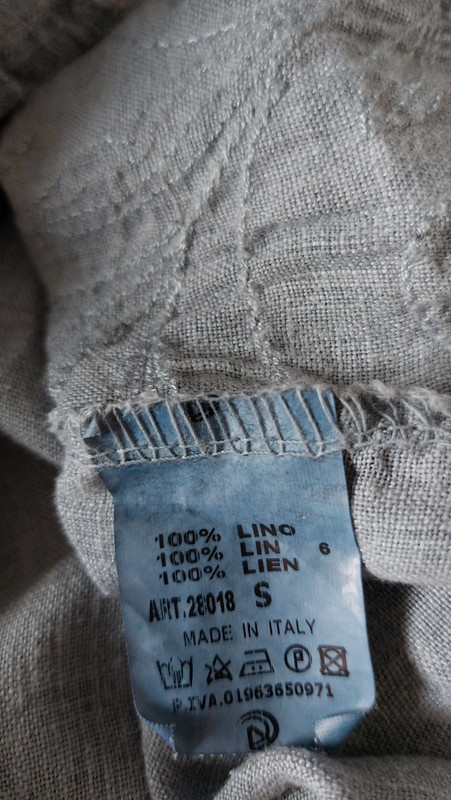 100% LINO
100% LIN 6
100% LIEN
ART.28018 S
MADE IN ITALY
P
P.IVA.01963650971